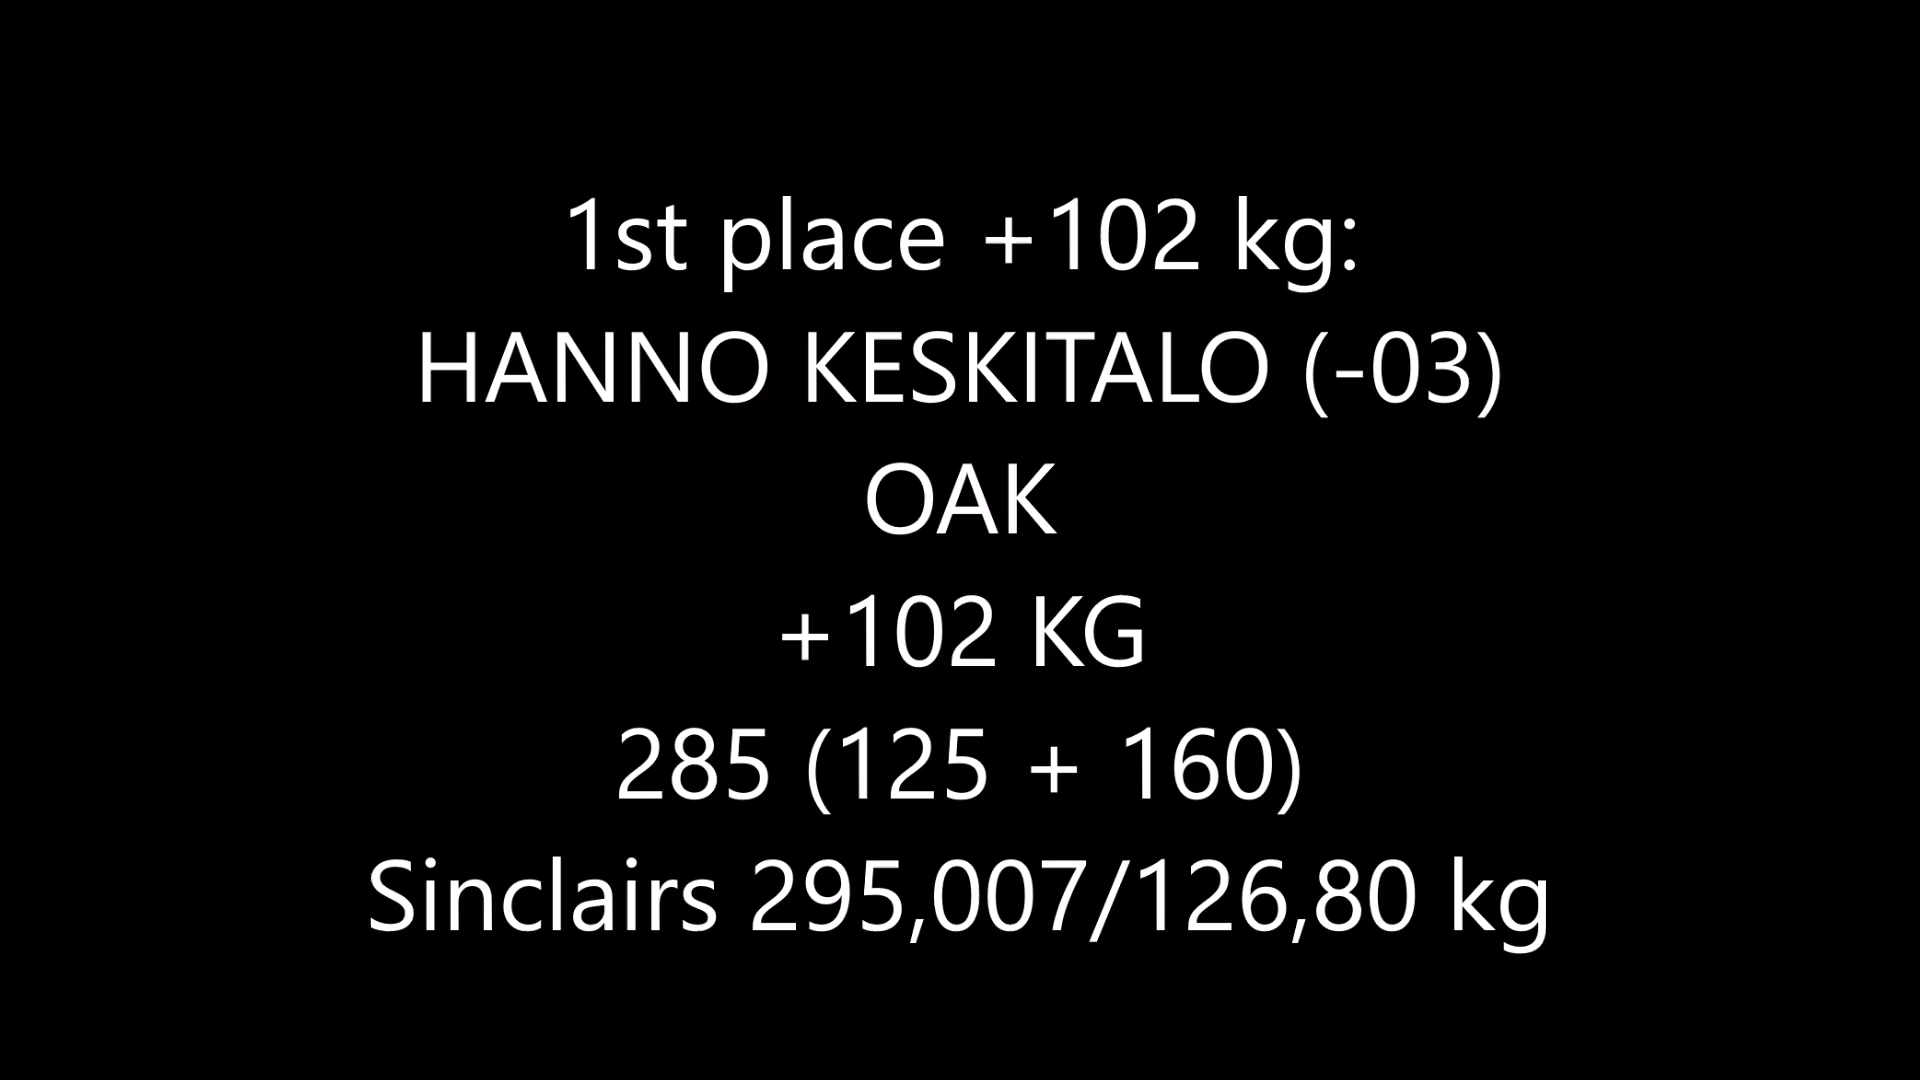 1st place +102 kg:
HANNO KESKITALO (-03)
OAK
+102 KG
285 (125 + 160)
Sinclairs 295,007/126,80 kg